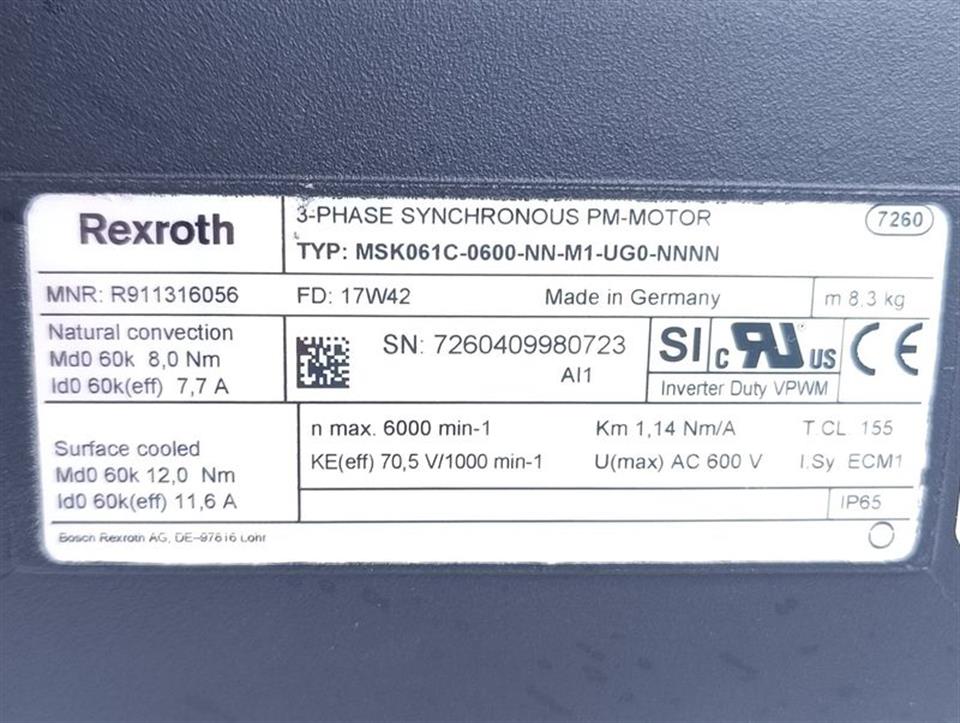 Rexroth
3-PHASE SYNCHRONOUS PM-MOTOR
7260
TYP: MSK061C-0600-NN-M1-UG0-NNNN
MNR: R911316056
FD: 17W42
Made in Germany
m 8,3 kg
Natural convection
Md0 60k 8,0 Nm
Id0 60k(eff) 7,7 A
SN: 7260409980723
AI1
SI
c RU US
Inverter Duty VPWM
CE
Surface cooled
Md0 60k 12,0 Nm
Id0 60k(eff) 11,6 A
n max. 6000 min-1
Km 1,14 Nm/A
T.CL 155
KE(eff) 70,5 V/1000 min-1
U(max) AC 600 V
I.Sy ECM1
IP65
Bosch Rexroth AG, DE-97816 Lohr